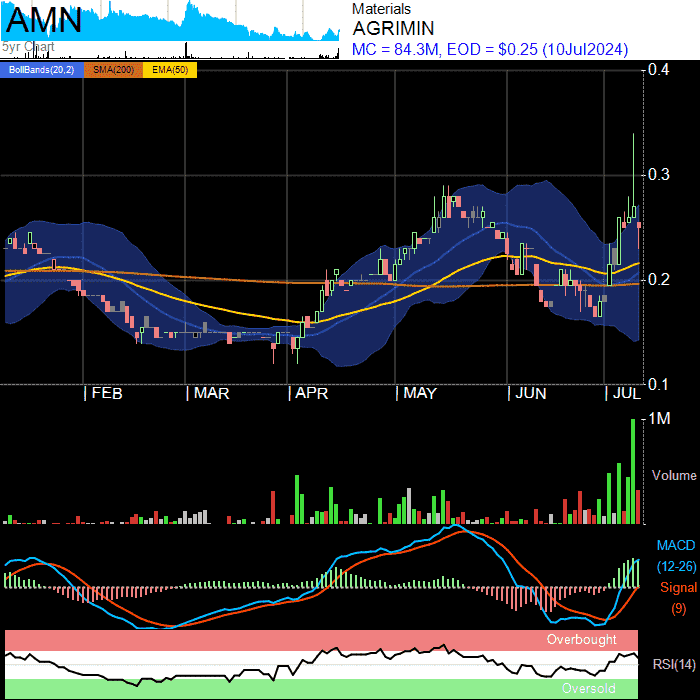 AMN
5yr Chart
Materials
AGRIMIN
MC = 84.3M, EOD = $0.25 (10Jul2024)
BollBands(20,2) SMA(200) EMA(50)
0.4
0.3
0.2
0.1
FEB MAR APR MAY JUN JUL
1M
Volume
MACD
(12-26)
Signal
(9)
Overbought
RSI(14)
Oversold